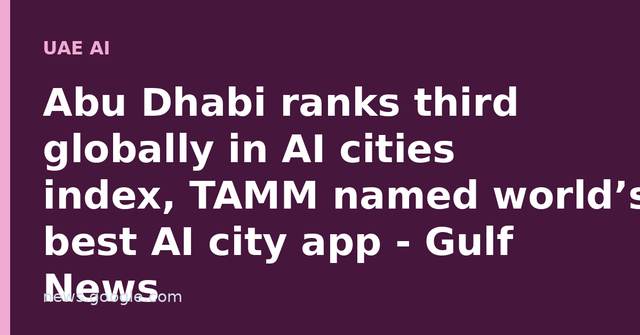 UAE AI
Abu Dhabi ranks third
globally in AI cities
index, TAMM named world’s
best AI city app - Gulf
News
news.google.com